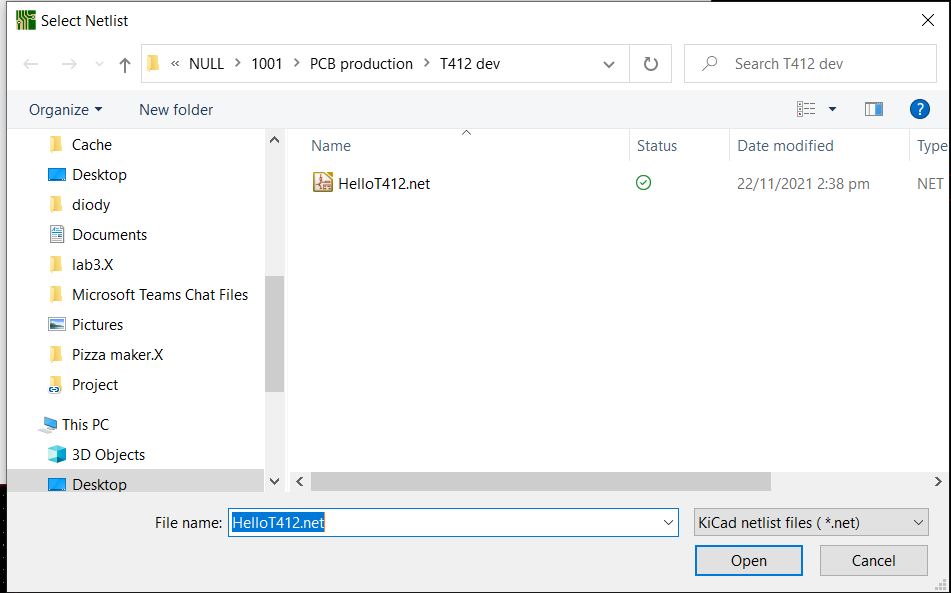 Select Netlist
« NULL > 1001 > PCB production > T412 dev
Search T412 dev
Organize
New folder
?
Name
Status
Date modified
Type
HelloT412.net
22/11/2021 2:38 pm
NET
Cache
Desktop
diody
Documents
lab3.X
Microsoft Teams Chat Files
Pictures
Pizza maker.X
Project
This PC
3D Objects
Desktop
File name:
HelloT412.net
KiCad netlist files ( *.net)
Open
Cancel